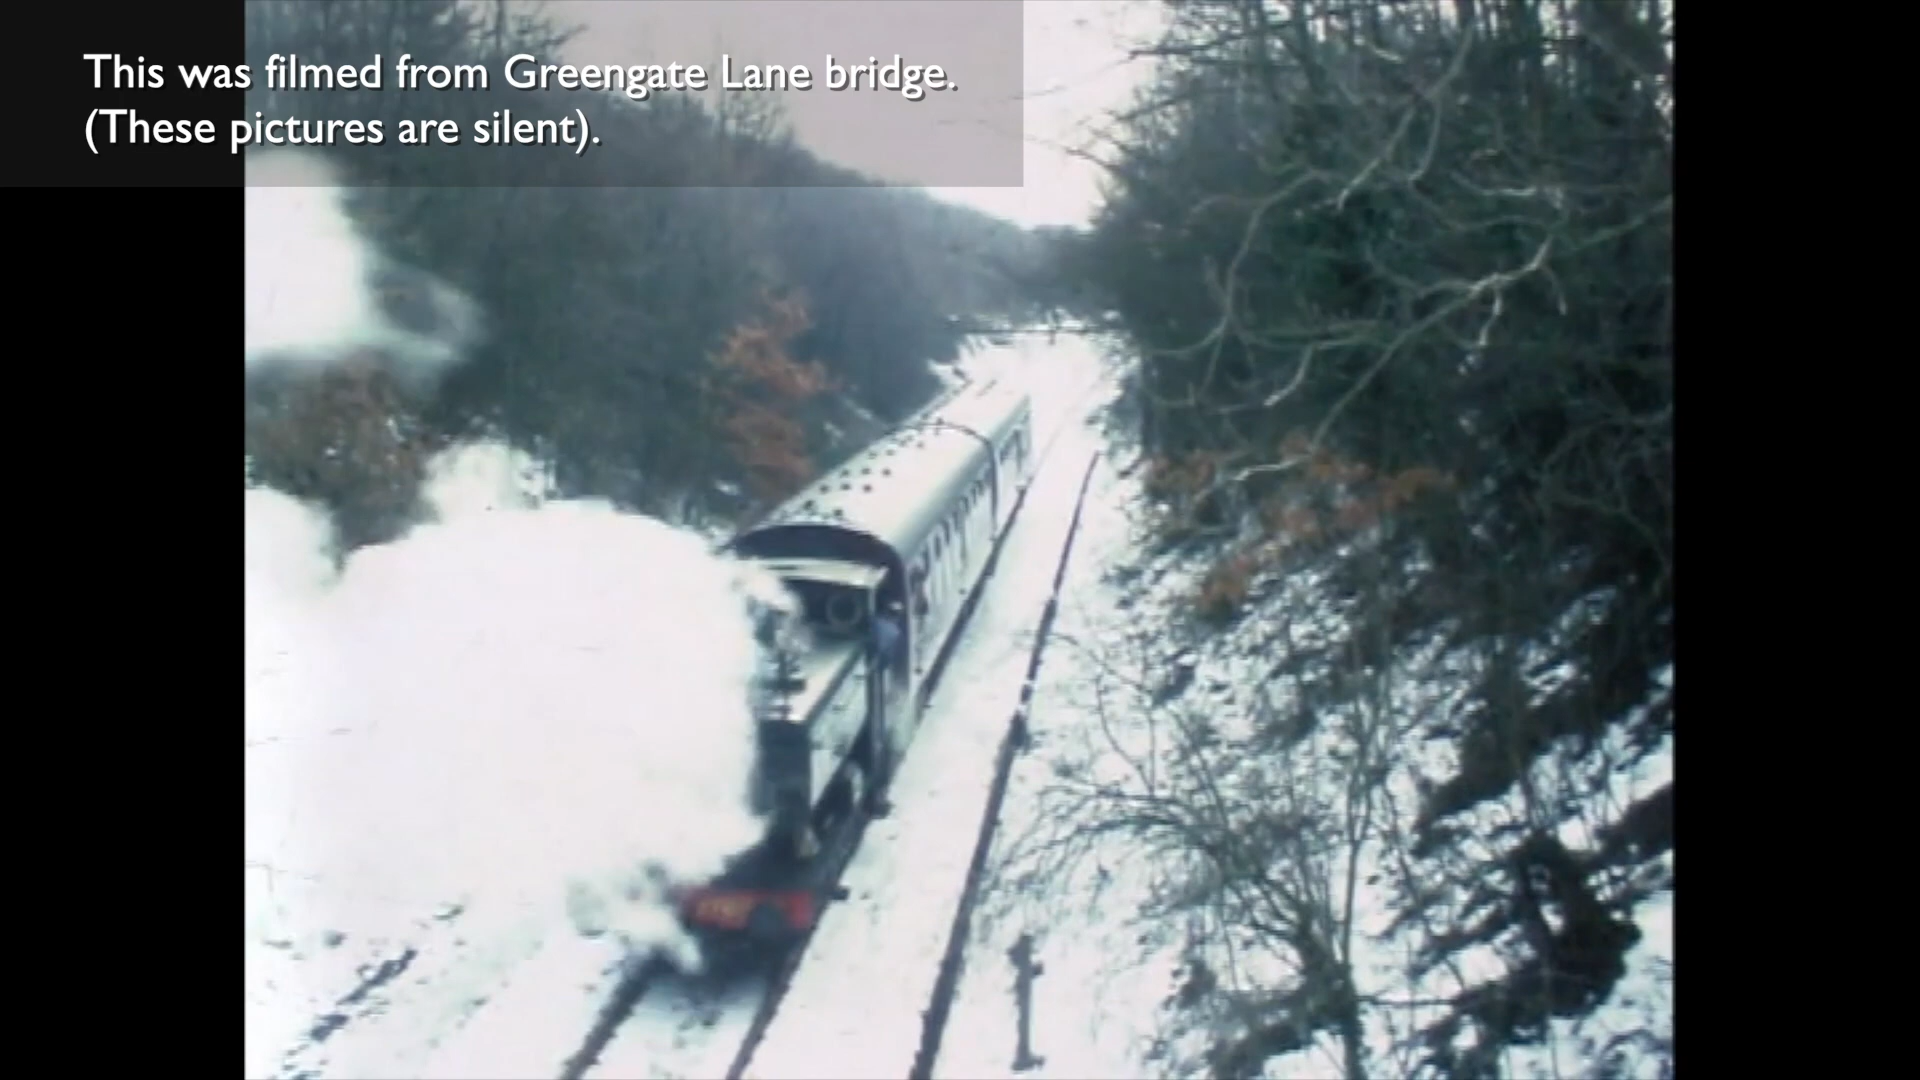 This was filmed from Greengate Lane bridge.
(These pictures are silent).